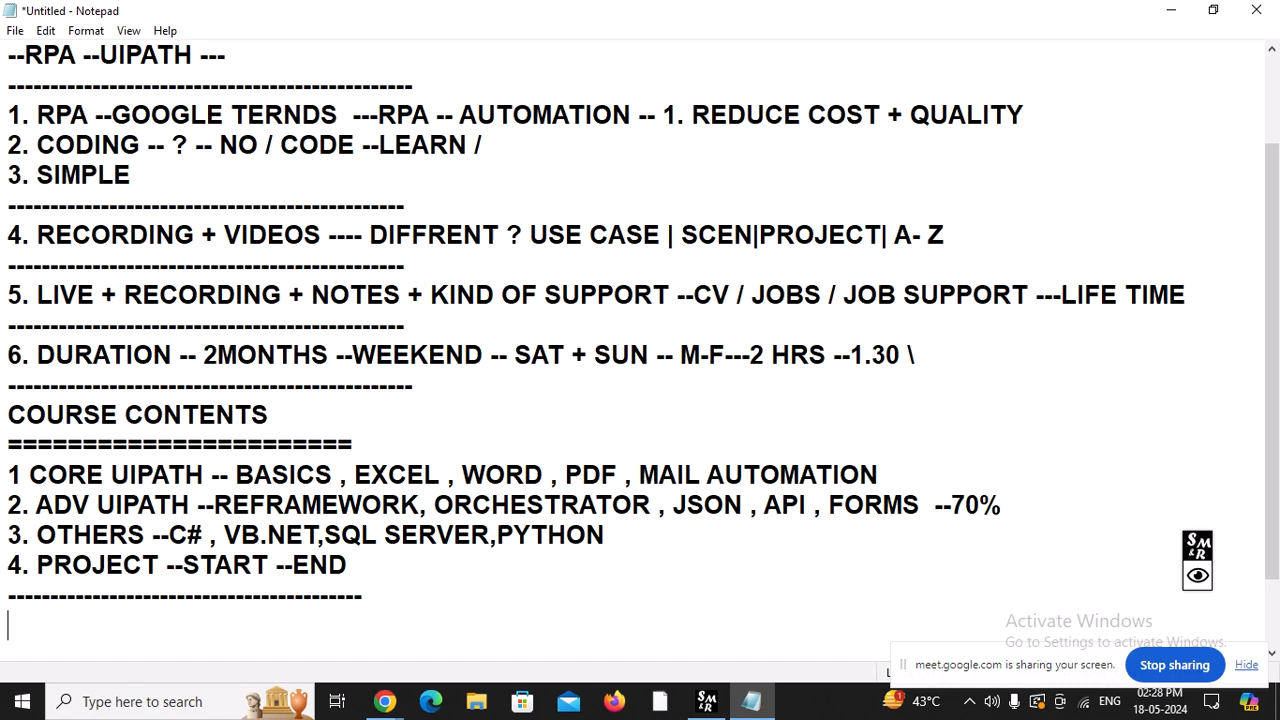 *Untitled - Notepad
File Edit Format View Help
--RPA --UIPATH ---
------------------------------------------------
1. RPA --GOOGLE TERNDS  ---RPA -- AUTOMATION -- 1. REDUCE COST + QUALITY
2. CODING -- ? -- NO / CODE --LEARN /
3. SIMPLE
-----------------------------------------------
4. RECORDING + VIDEOS ---- DIFFRENT ? USE CASE | SCEN|PROJECT| A- Z
-----------------------------------------------
5. LIVE + RECORDING + NOTES + KIND OF SUPPORT --CV / JOBS / JOB SUPPORT ---LIFE TIME
-----------------------------------------------
6. DURATION -- 2MONTHS --WEEKEND -- SAT + SUN -- M-F---2 HRS --1.30 \
------------------------------------------------
COURSE CONTENTS
=======================
1 CORE UIPATH -- BASICS , EXCEL , WORD , PDF , MAIL AUTOMATION
2. ADV UIPATH --REFRAMEWORK, ORCHESTRATOR , JSON , API , FORMS  --70%
3. OTHERS --C# , VB.NET,SQL SERVER,PYTHON
4. PROJECT --START --END
------------------------------------------
SM
&R
Activate Windows
Go to Settings to activate Windows.
meet.google.com is sharing your screen. Stop sharing Hide
Type here to search
SM
&R
1 43°C ENG 02:28 PM
18-05-2024
PRE